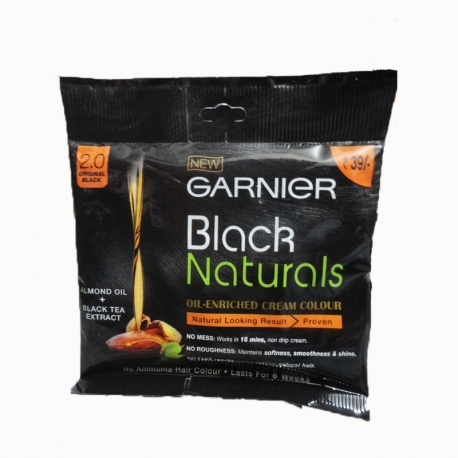 2.0
ORIGINAL
BLACK
NEW
₹ 39/-
GARNIER
Black
Naturals
OIL-ENRICHED CREAM COLOUR
Natural Looking Result > Proven
ALMOND OIL
+
BLACK TEA
EXTRACT
NO MESS: Works in 15 mins, non drip cream.
NO ROUGHNESS: Maintains softness, smoothness & shine.
natural hair.
No Ammonia Hair Colour • Lasts For 6 Weeks